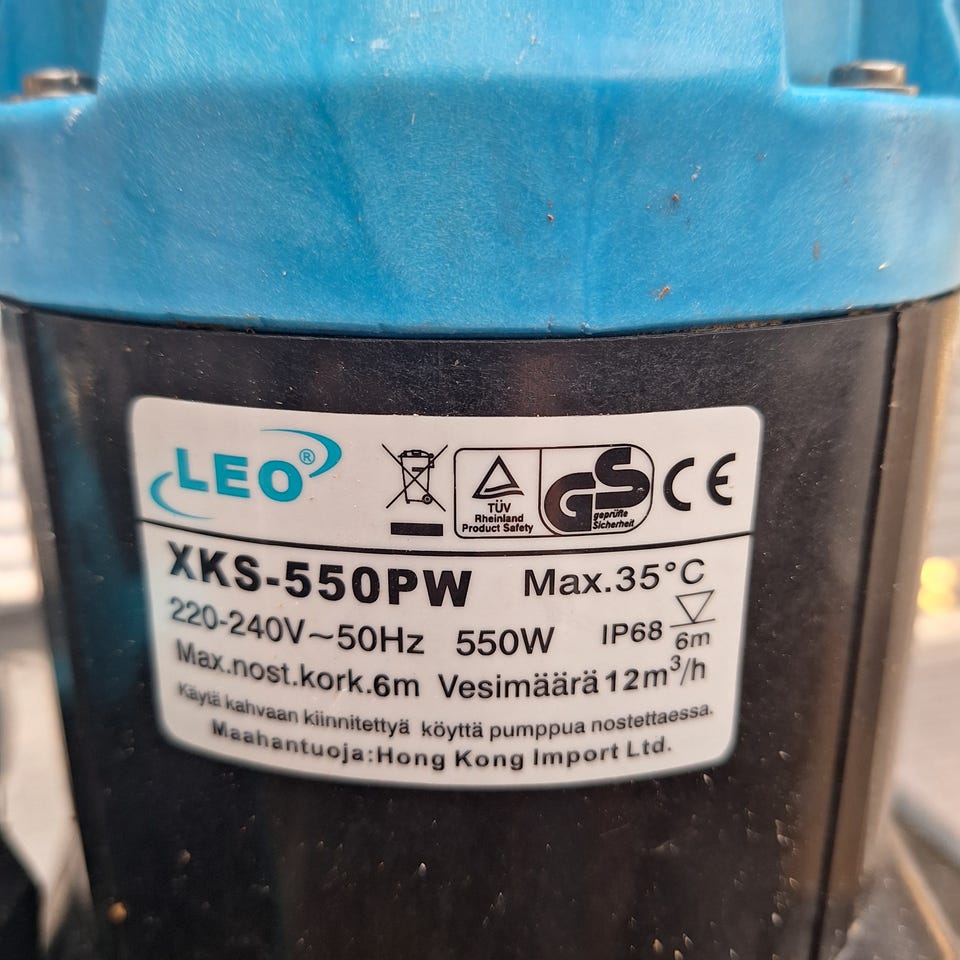 LEO®
TÜV
Rheinland
Product Safety
GS
geprüfte
Sicherheit
CE
XKS-550PW Max.35°C
220-240V~50Hz 550W IP68 6m
Max.nost.kork.6m Vesimäärä 12m³/h
Käytä kahvaan kiinnitettyä köyttä pumppua nostettaessa.
Maahantuoja:Hong Kong Import Ltd.